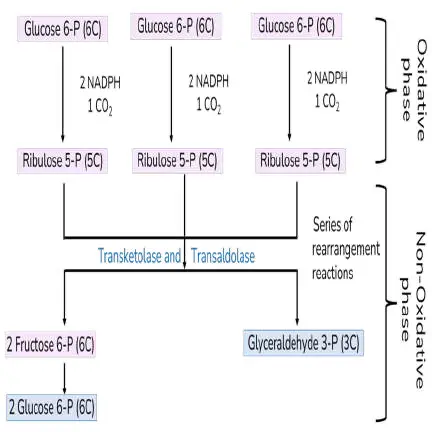 Glucose 6-P (6C)
Glucose 6-P (6C)
Glucose 6-P (6C)
2 NADPH
1 CO2
2 NADPH
1 CO2
2 NADPH
1 CO2
Oxidative
phase
Ribulose 5-P (5C)
Ribulose 5-P (5C)
Ribulose 5-P (5C)
Series of
rearrangement
reactions
Transketolase and Transaldolase
Non-Oxidative
phase
2 Fructose 6-P (6C)
Glyceraldehyde 3-P (3C)
2 Glucose 6-P (6C)